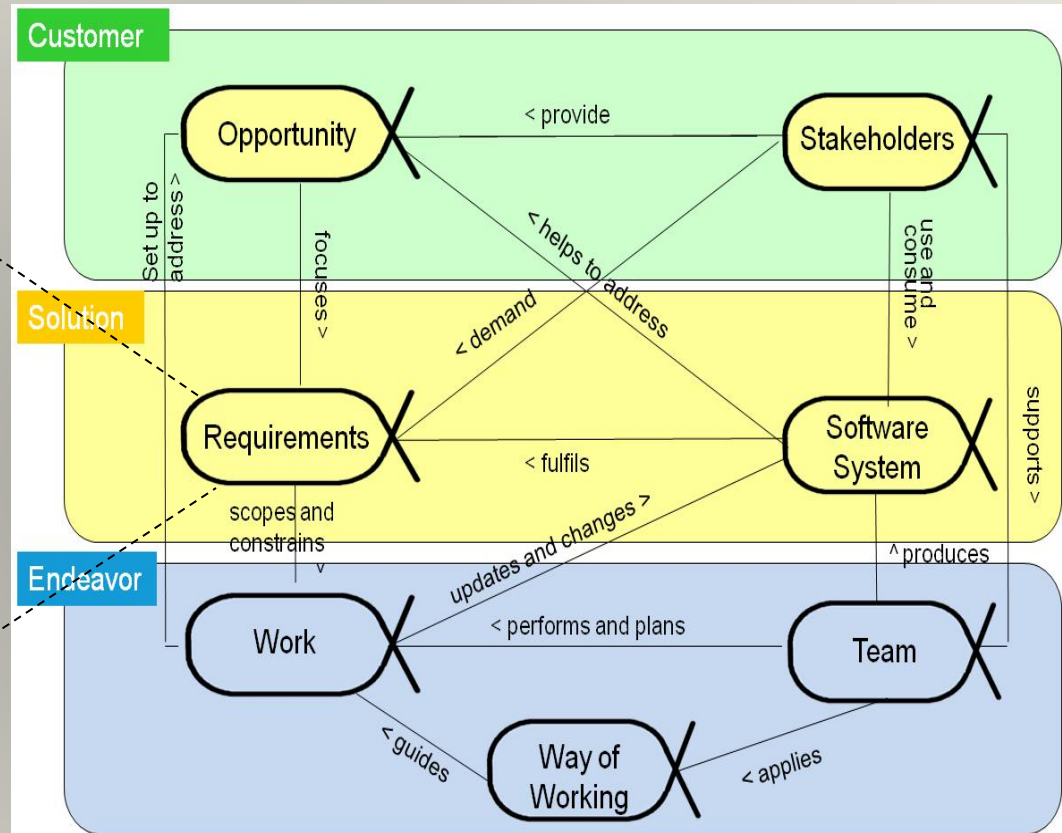 Customer
Opportunity
< provide
Stakeholders
Set up to
address >
focuses >
< helps to address
< demand
use and
consume >
Solution
Requirements
< fulfils
Software
System
supports >
scopes and
constrains
v
updates and changes >
^ produces
Endeavor
Work
< performs and plans
Team
< guides
Way of
Working
< applies